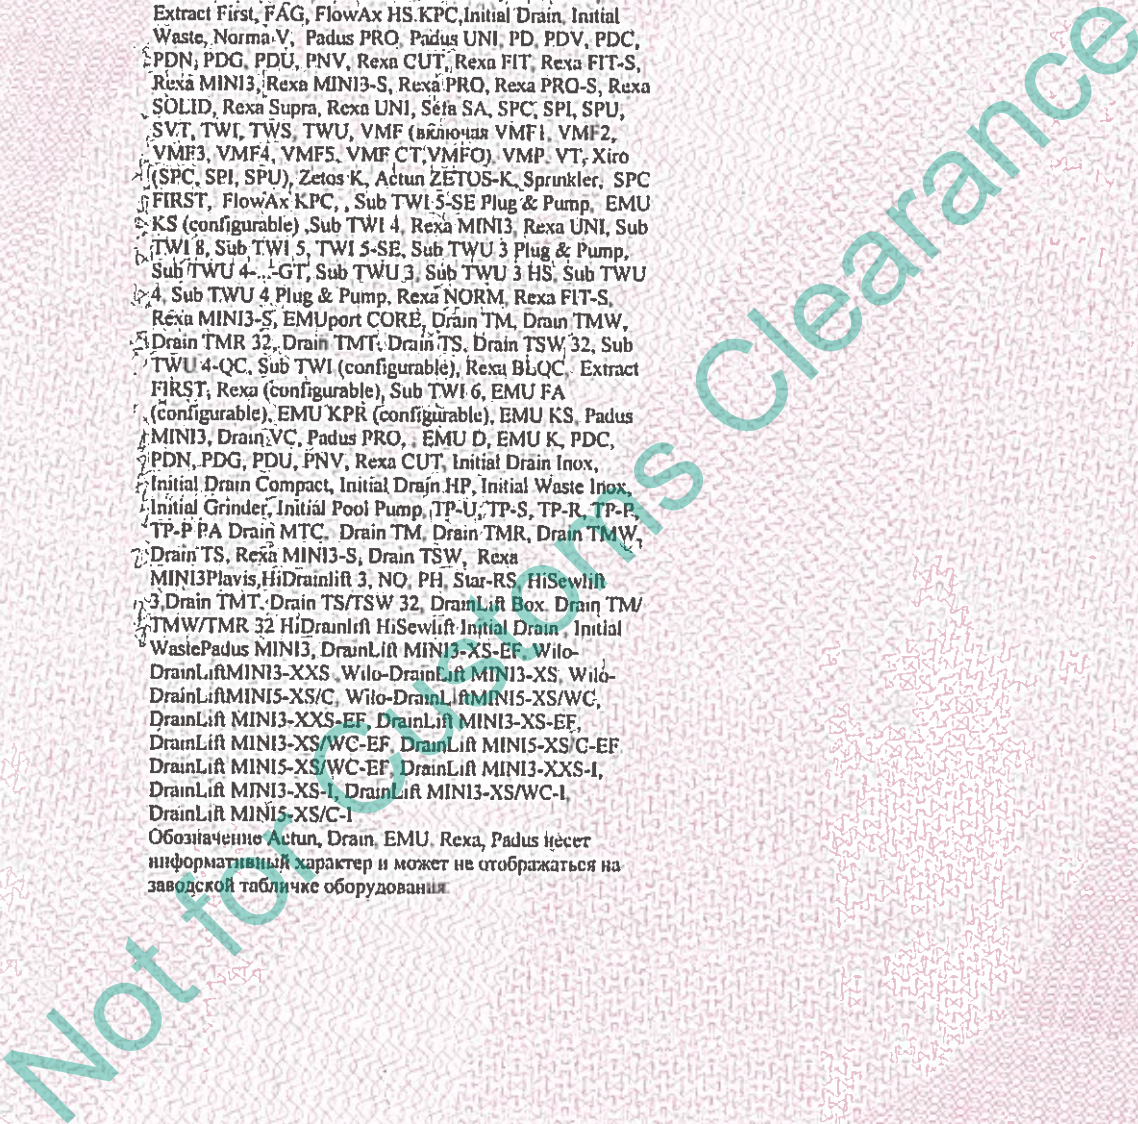 Extract First, FAG, FlowAx HS.KPC,Initial Drain, Initial
Waste, Norma V, Padus PRO, Padus UNI, PD, PDV, PDC,
PDN, PDG, PDU, PNV, Rexa CUT, Rexa FIT, Rexa FIT-S,
Rexa MINI3, Rexa MINI3-S, Rexa PRO, Rexa PRO-S, Rexa
SOLID, Rexa Supra, Rexa UNI, Seta SA, SPC, SPI, SPU,
SVT, TWI, TWS, TWU, VMF (включая VMF1, VMF2,
VMF3, VMF4, VMF5, VMF CT,VMFO), VMP, VT, Xiro
(SPC, SPI, SPU), Zetos K, Actun ZETOS-K, Sprinkler, SPC
FIRST, FlowAx KPC, , Sub TWI 5-SE Plug & Pump, EMU
KS (configurable) ,Sub TWI 4, Rexa MINI3, Rexa UNI, Sub
TWI 8, Sub TWI 5, TWI 5-SE, Sub TWU 3 Plug & Pump,
Sub TWU 4-...-GT, Sub TWU 3, Sub TWU 3 HS, Sub TWU
4, Sub TWU 4 Plug & Pump, Rexa NORM, Rexa FIT-S,
Rexa MINI3-S, EMUport CORE, Drain TM, Drain TMW,
Drain TMR 32, Drain TMT, Drain TS, Drain TSW 32, Sub
TWU 4-QC, Sub TWI (configurable), Rexa BLQC, Extract
FIRST, Rexa (configurable), Sub TWI 6, EMU FA
(configurable), EMU KPR (configurable), EMU KS, Padus
MINI3, Drain VC, Padus PRO, , EMU D, EMU K, PDC,
PDN, PDG, PDU, PNV, Rexa CUT, Initial Drain Inox,
Initial Drain Compact, Initial Drain HP, Initial Waste Inox,
Initial Grinder, Initial Pool Pump, TP-U, TP-S, TP-R, TP-P,
TP-P PA Drain MTC, Drain TM, Drain TMR, Drain TMW,
Drain TS, Rexa MINI3-S, Drain TSW, Rexa
MINI3Plavis,HiDrainlift 3, NO, PH, Star-RS, HiSewlift
3,Drain TMT, Drain TS/TSW 32, DrainLift Box, Drain TM/
TMW/TMR 32 HiDrainlift HiSewlift Initial Drain , Initial
WastePadus MINI3, DrainLift MINI3-XS-EF, Wilo-
DrainLiftMINI3-XXS ,Wilo-DrainLift MINI3-XS, Wilo-
DrainLiftMINI5-XS/C, Wilo-DrainLiftMINI5-XS/WC,
DrainLift MINI3-XXS-EF, DrainLift MINI3-XS-EF,
DrainLift MINI3-XS/WC-EF, DrainLift MINI5-XS/C-EF
DrainLift MINI5-XS/WC-EF, DrainLift MINI3-XXS-I,
DrainLift MINI3-XS-I, DrainLift MINI3-XS/WC-I,
DrainLift MINI5-XS/C-I
Обозначение Actun, Drain, EMU, Rexa, Padus несет
информативный характер и может не отображаться на
заводской табличке оборудования
Not for Customs Clearance